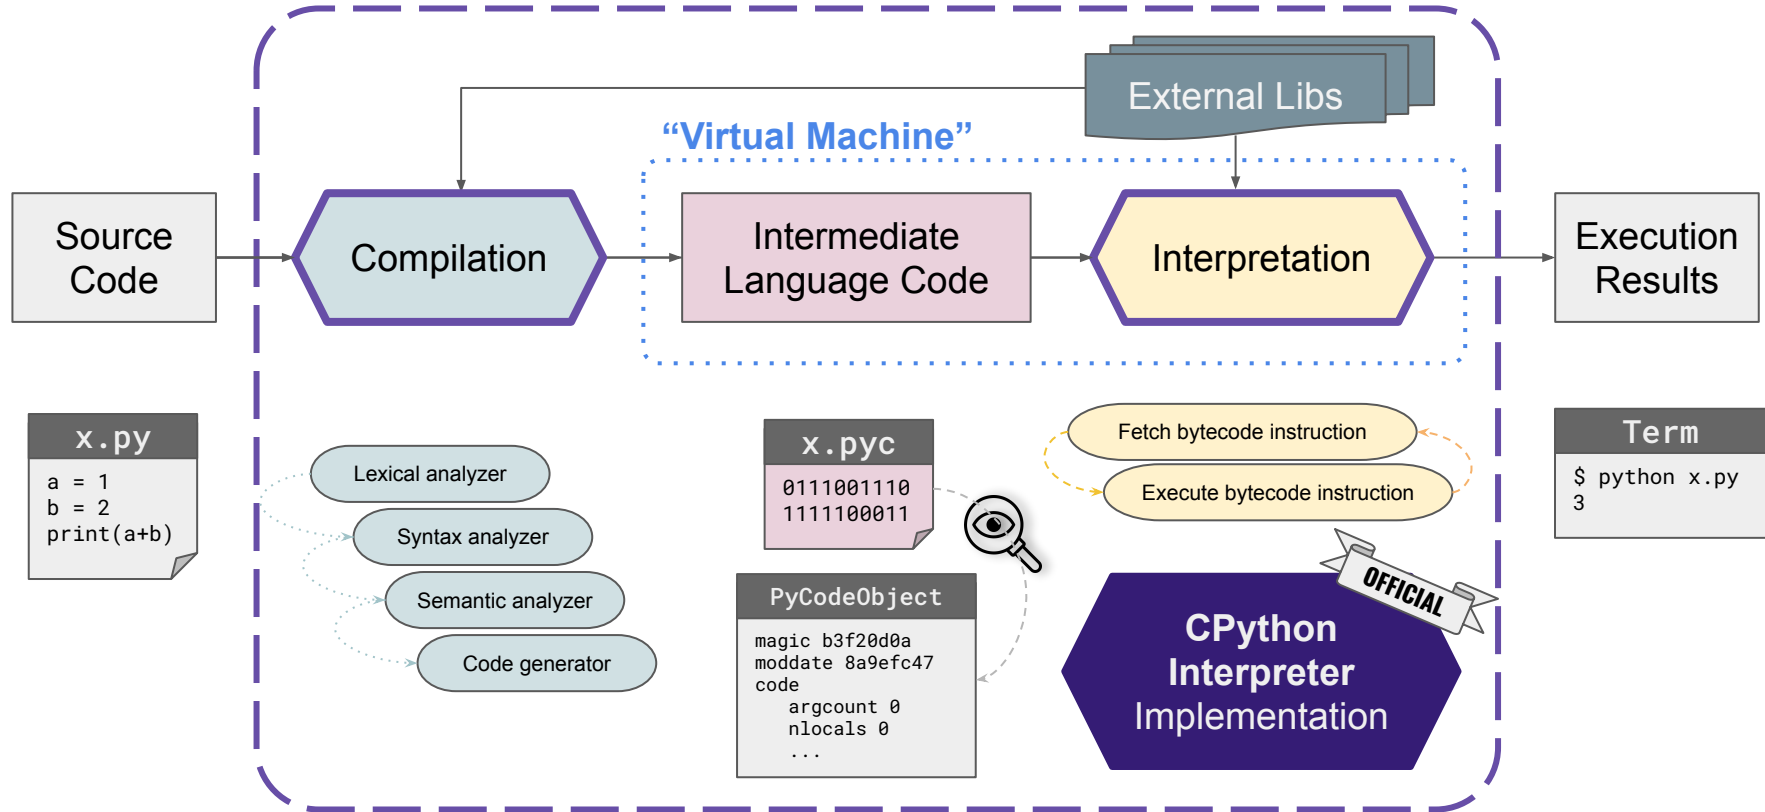 External Libs
“Virtual Machine”
Source
Code
Compilation
Intermediate
Language Code
Interpretation
Execution
Results
x.py
a = 1
b = 2
print(a+b)
Lexical analyzer
Syntax analyzer
Semantic analyzer
Code generator
x.pyc
0111001110
1111100011
PyCodeObject
magic b3f20d0a
moddate 8a9efc47
code
argcount 0
nlocals 0
...
Fetch bytecode instruction
Execute bytecode instruction
OFFICIAL
CPython
Interpreter
Implementation
Term
$ python x.py
3